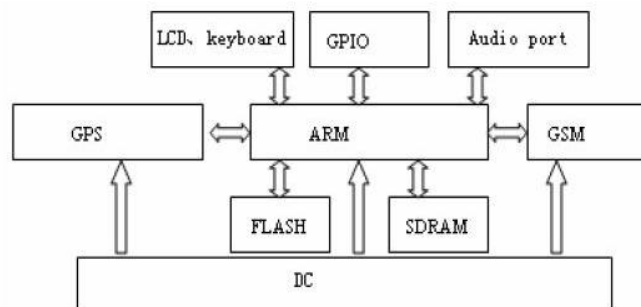 LCD、keyboard
GPIO
Audio port
GPS
ARM
GSM
FLASH
SDRAM
DC